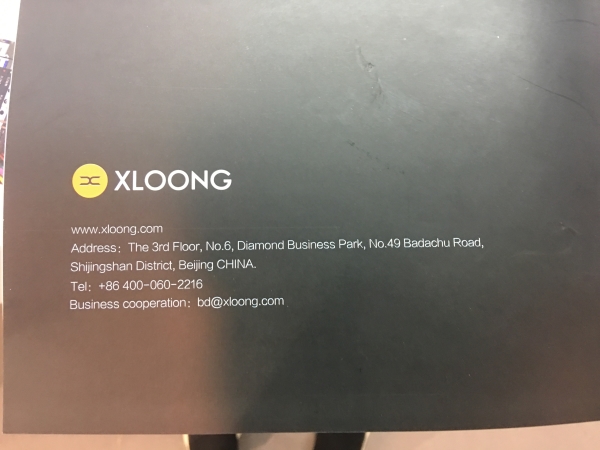 XLOONG
www.xloong.com
Address: The 3rd Floor, No.6, Diamond Business Park, No.49 Badachu Road,
Shijingshan District, Beijing CHINA.
Tel: +86 400-060-2216
Business cooperation: bd@xloong.com